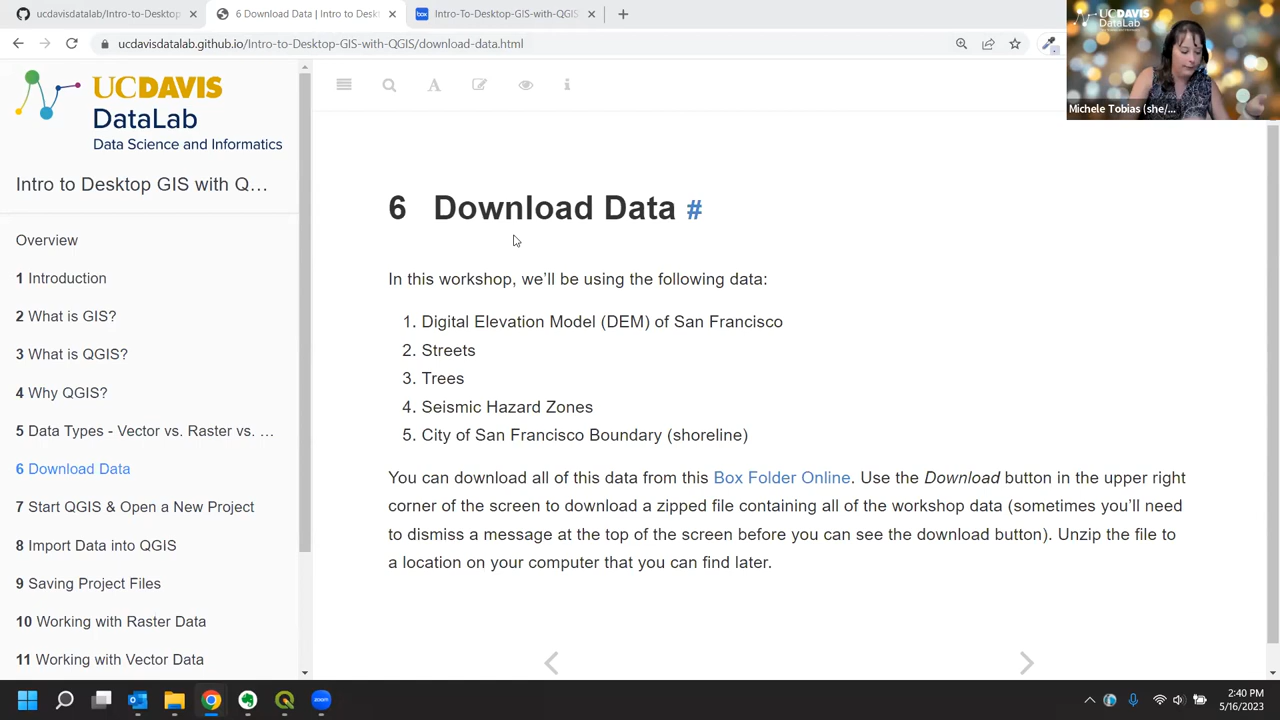 ucdavisdatalab/Intro-to-Desktop
6 Download Data | Intro to Desk
box
Intro-To-Desktop-GIS-with-QGIS
ucdavisdatalab.github.io/Intro-to-Desktop-GIS_with-QGIS/download-data.html
UCDAVIS
DataLab
Michele Tobias (she/...
UCDAVIS
DataLab
Data Science and Informatics
Intro to Desktop GIS with Q...
Overview
1 Introduction
2 What is GIS?
3 What is QGIS?
4 Why QGIS?
5 Data Types - Vector vs. Raster vs. ...
6 Download Data
7 Start QGIS & Open a New Project
8 Import Data into QGIS
9 Saving Project Files
10 Working with Raster Data
11 Working with Vector Data
6 Download Data #
In this workshop, we'll be using the following data:
1. Digital Elevation Model (DEM) of San Francisco
2. Streets
3. Trees
4. Seismic Hazard Zones
5. City of San Francisco Boundary (shoreline)
You can download all of this data from this Box Folder Online. Use the Download button in the upper right
corner of the screen to download a zipped file containing all of the workshop data (sometimes you'll need
to dismiss a message at the top of the screen before you can see the download button). Unzip the file to
a location on your computer that you can find later.
zoom
2:40 PM
5/16/2023